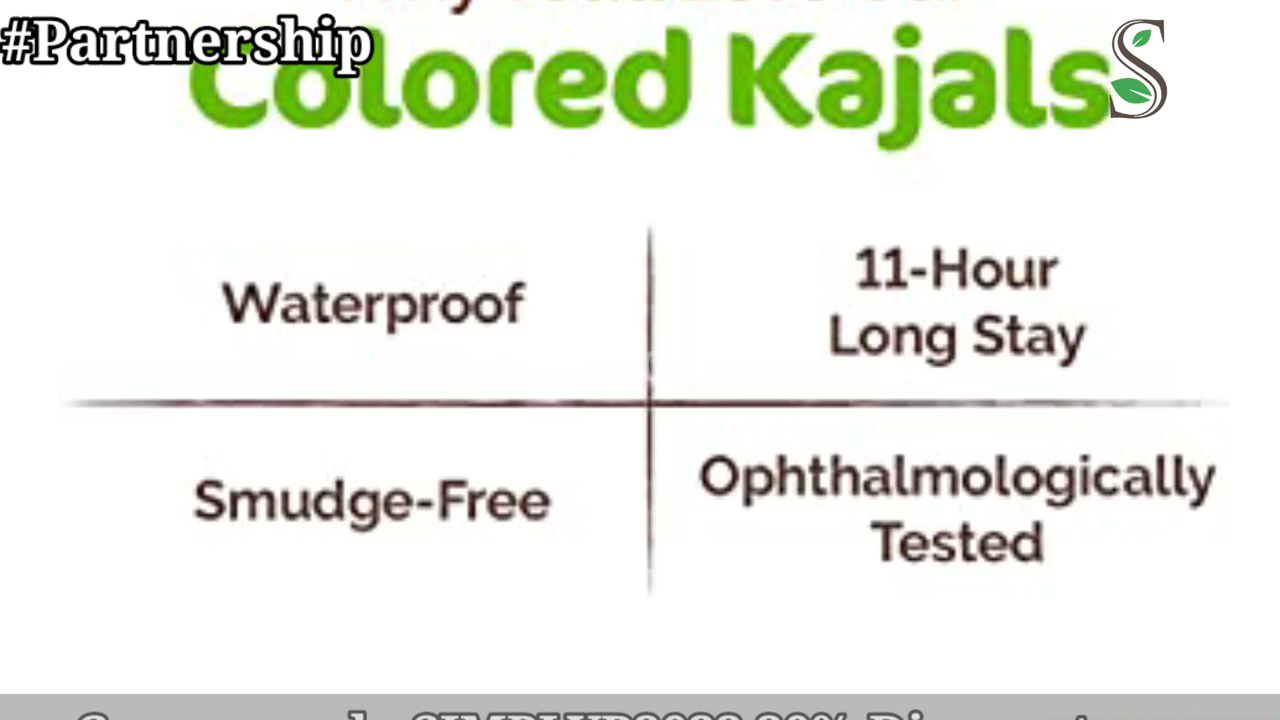 #Partnership
Colored Kajals
Waterproof
11-Hour
Long Stay
Smudge-Free
Ophthalmologically
Tested